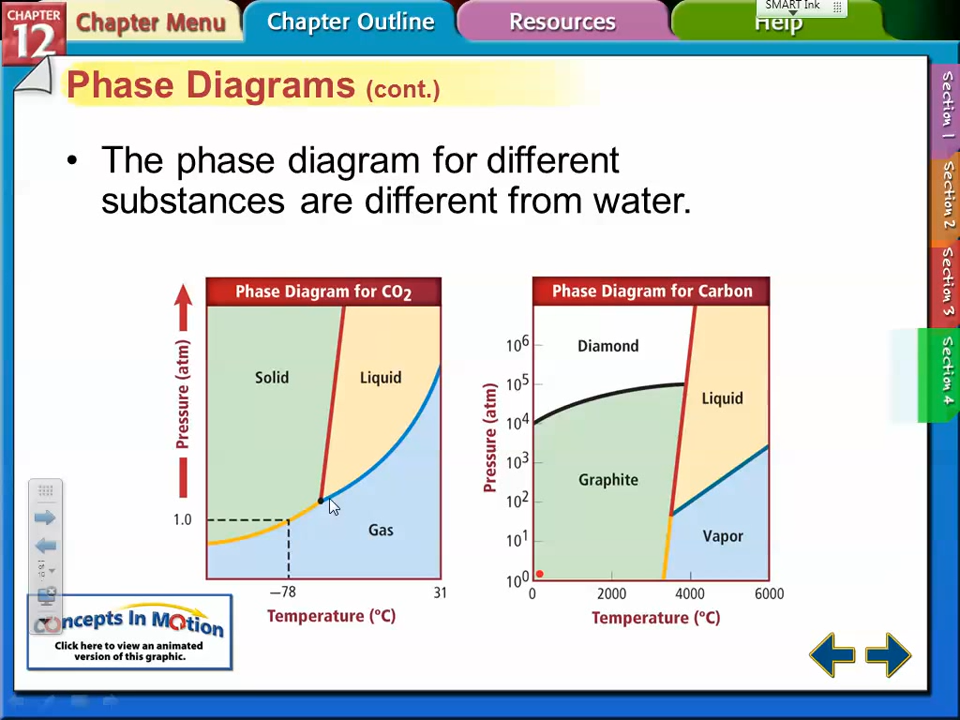 SMART Ink
CHAPTER
12
Chapter Menu
Chapter Outline
Resources
Help
Phase Diagrams (cont.)
• The phase diagram for different
substances are different from water.
Section 1
Section 2
Section 3
Section 4
Phase Diagram for CO₂
Pressure (atm)
Solid
Liquid
Gas
1.0
–78
31
Temperature (°C)
Phase Diagram for Carbon
Pressure (atm)
10⁶
10⁵
10⁴
10³
10²
10¹
10⁰
Diamond
Liquid
Graphite
Vapor
0
2000
4000
6000
Temperature (°C)
Concepts In Motion
Click here to view an animated
version of this graphic.